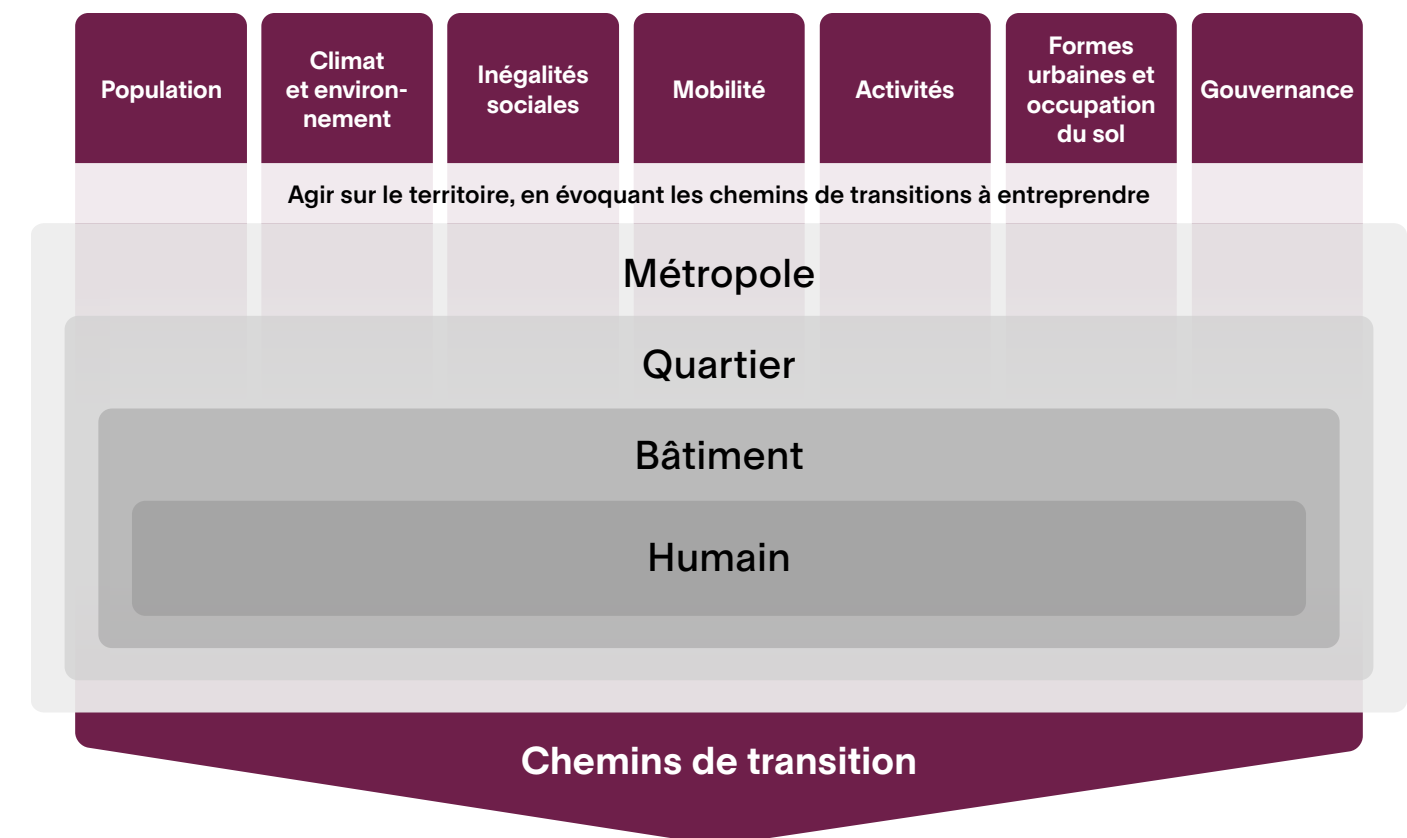 Population
Climat
et environ-
nement
Inégalités
sociales
Mobilité
Activités
Formes
urbaines et
occupation
du sol
Gouvernance
Agir sur le territoire, en évoquant les chemins de transitions à entreprendre
Métropole
Quartier
Bâtiment
Humain
Chemins de transition